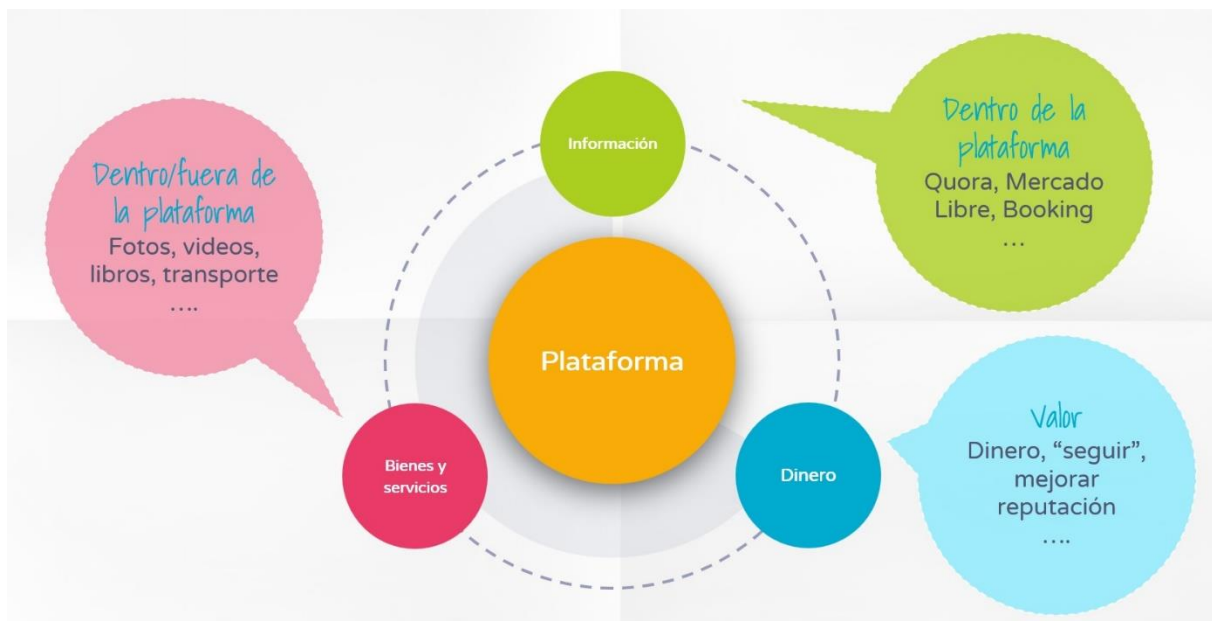 Información
Dentro de la
plataforma
Quora, Mercado
Libre, Booking
…
Dentro/fuera de
la plataforma
Fotos, videos,
libros, transporte
....
Plataforma
Bienes y
servicios
Dinero
Valor
Dinero, “seguir”,
mejorar
reputación
....